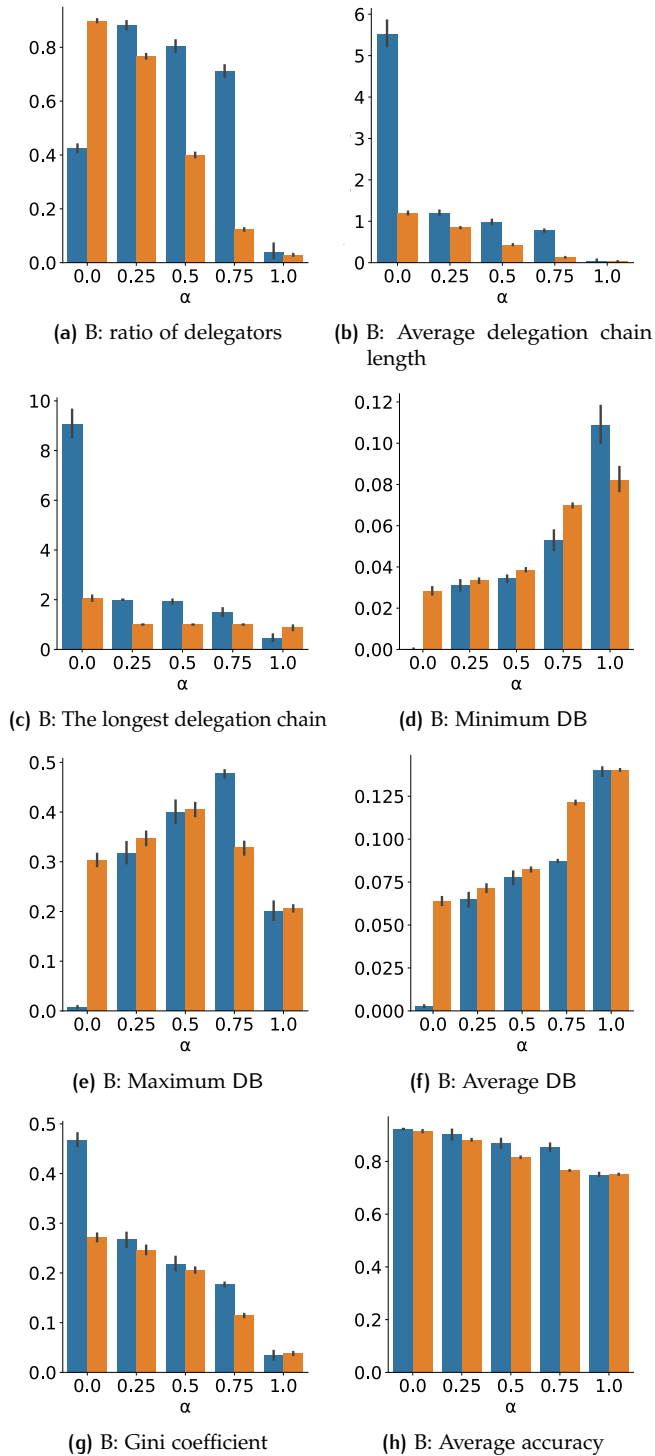 0.8
0.6
0.4
0.2
0.0
0.0 0.25 0.5 0.75 1.0
α
(a) B: ratio of delegators
6
5
4
3
2
1
0
0.0 0.25 0.5 0.75 1.0
α
(b) B: Average delegation chain
length
10
8
6
4
2
0
0.0 0.25 0.5 0.75 1.0
α
(c) B: The longest delegation chain
0.12
0.10
0.08
0.06
0.04
0.02
0.00
0.0 0.25 0.5 0.75 1.0
α
(d) B: Minimum DB
0.5
0.4
0.3
0.2
0.1
0.0
0.0 0.25 0.5 0.75 1.0
α
(e) B: Maximum DB
0.125
0.100
0.075
0.050
0.025
0.000
0.0 0.25 0.5 0.75 1.0
α
(f) B: Average DB
0.5
0.4
0.3
0.2
0.1
0.0
0.0 0.25 0.5 0.75 1.0
α
(g) B: Gini coefficient
0.8
0.6
0.4
0.2
0.0
0.0 0.25 0.5 0.75 1.0
α
(h) B: Average accuracy